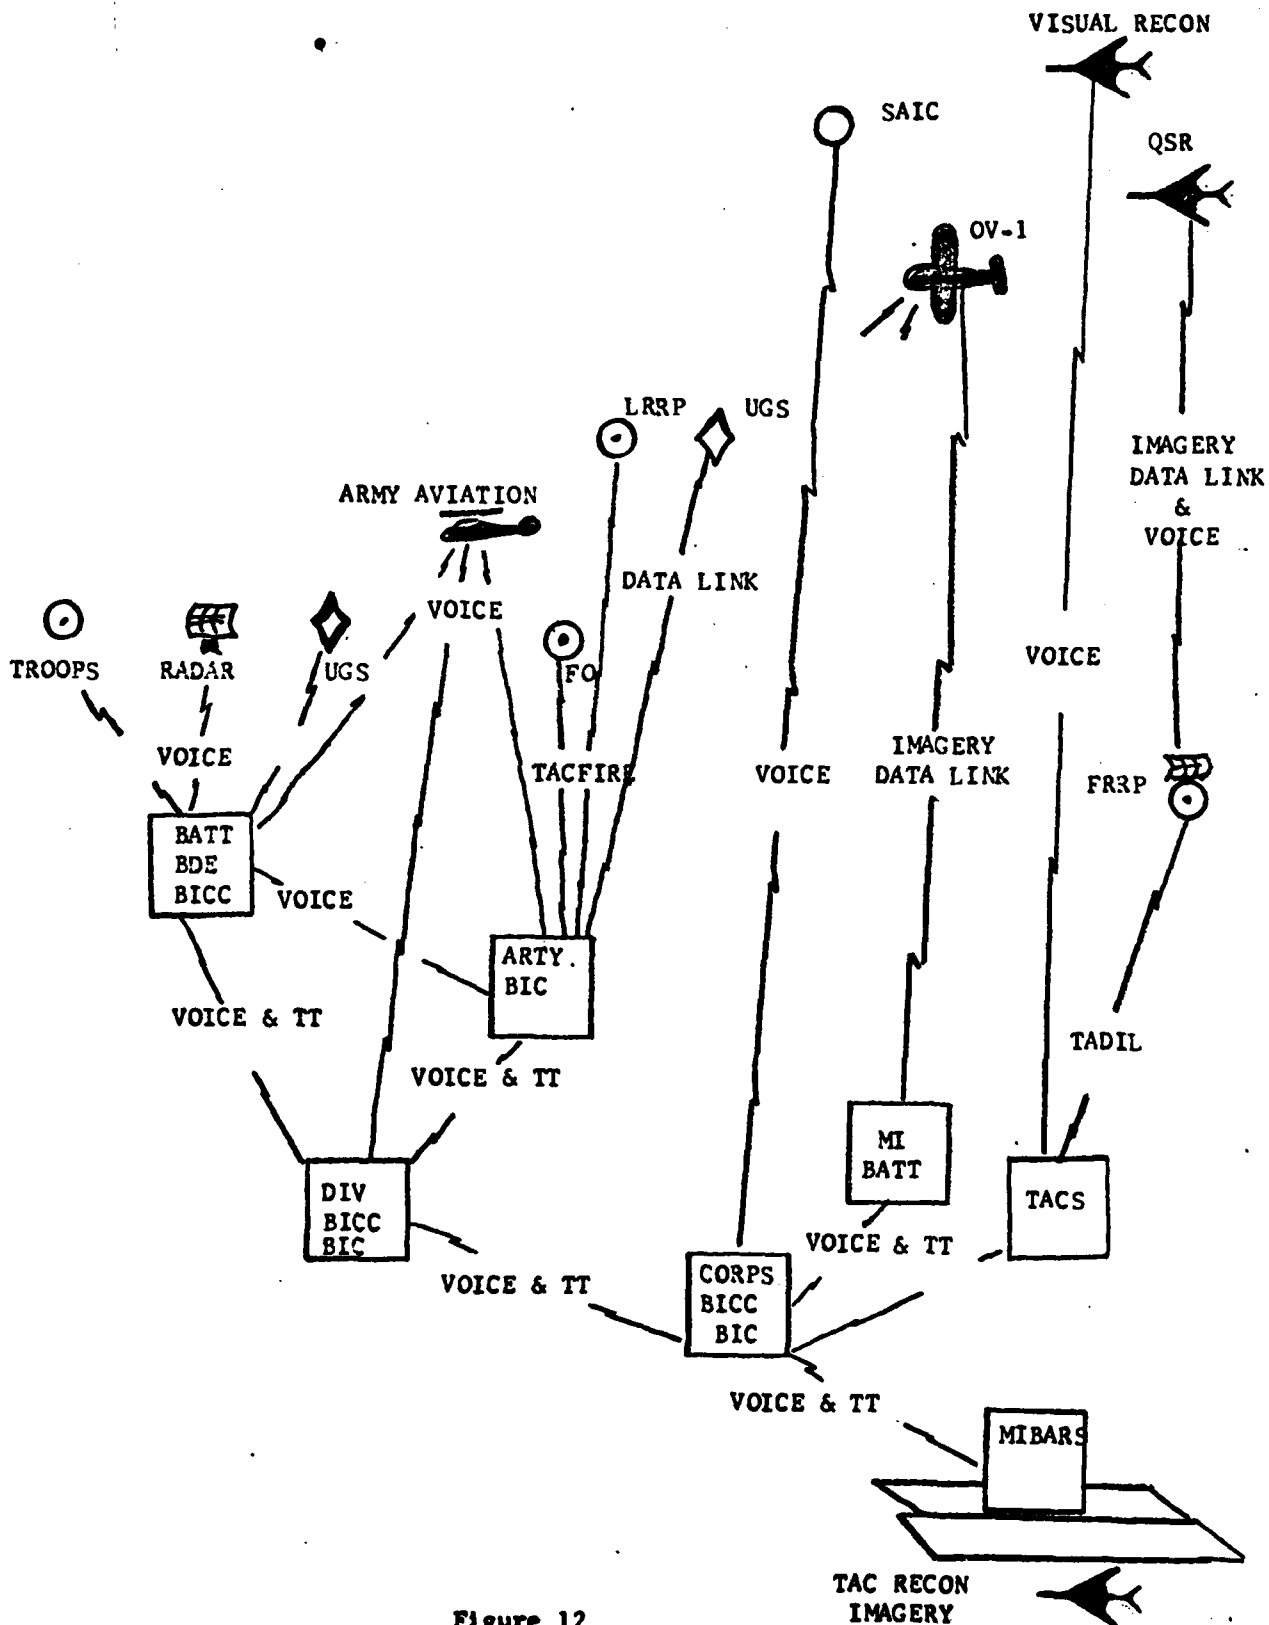 VISUAL RECON
SAIC
QSR
OV-1
LRRP
UGS
IMAGERY
DATA LINK
&
VOICE
ARMY AVIATION
DATA LINK
VOICE
TROOPS
RADAR
UGS
FO
VOICE
VOICE
TACFIRE
VOICE
IMAGERY
DATA LINK
FRRP
BATT
BDE
BICC
VOICE
ARTY.
BIC
VOICE & TT
TADIL
VOICE & TT
MI
BATT
DIV
BICC
BIC
TACS
VOICE & TT
CORPS
BICC
BIC
VOICE & TT
VOICE & TT
MIBARS
TAC RECON
IMAGERY
Figure 12